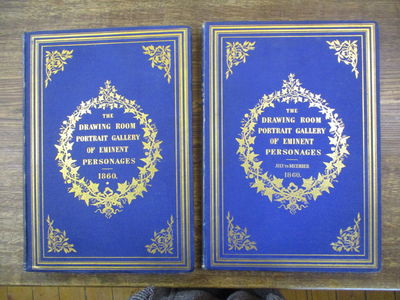 THE
DRAWING ROOM
PORTRAIT GALLERY
OF EMINENT
PERSONAGES
1860.
THE
DRAWING ROOM
PORTRAIT GALLERY
OF EMINENT
PERSONAGES
JULY TO DECEMBER
1860.